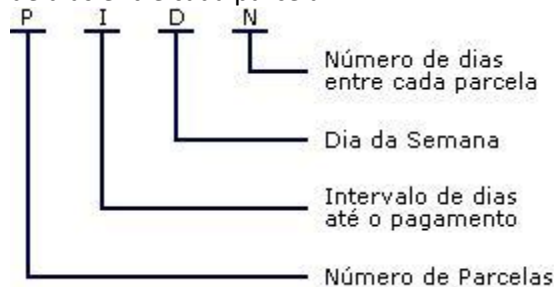 P I D N
Número de dias
entre cada parcela
Dia da Semana
Intervalo de dias
até o pagamento
Número de Parcelas